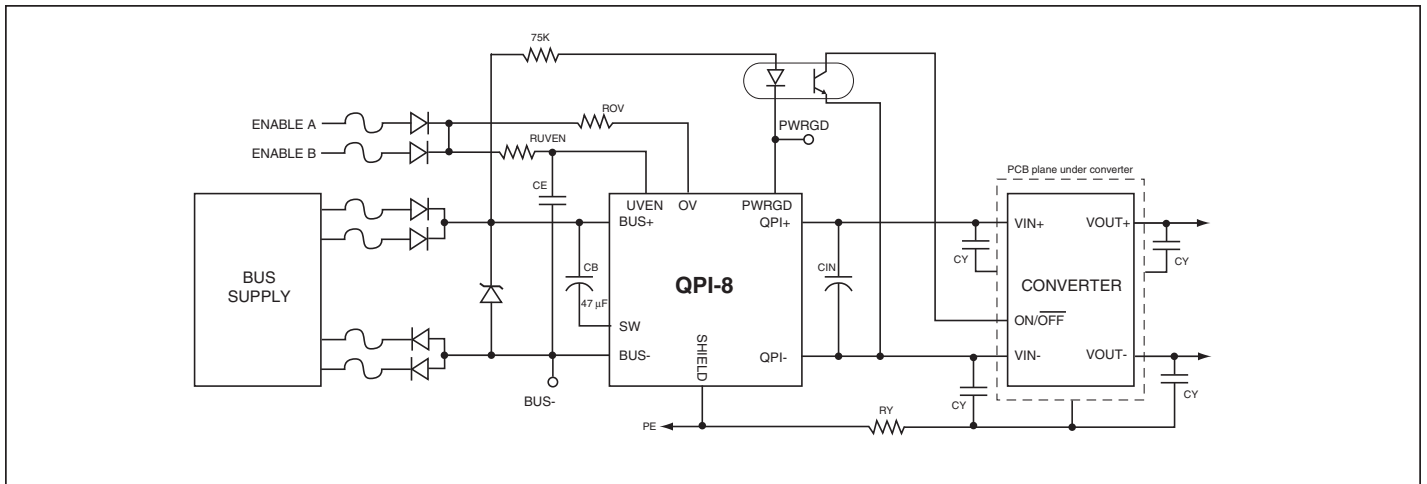 75K
ENABLE A
ROV
PWRGD
ENABLE B
RUVEN
PCB plane under converter
CE
UVEN
OV
PWRGD
BUS+
QPI+
VIN+
VOUT+
CY
CY
BUS
SUPPLY
CB
47 µF
QPI-8
CIN
CONVERTER
SW
ON/OFF
SHIELD
BUS-
QPI-
VIN-
VOUT-
BUS-
CY
CY
PE
RY